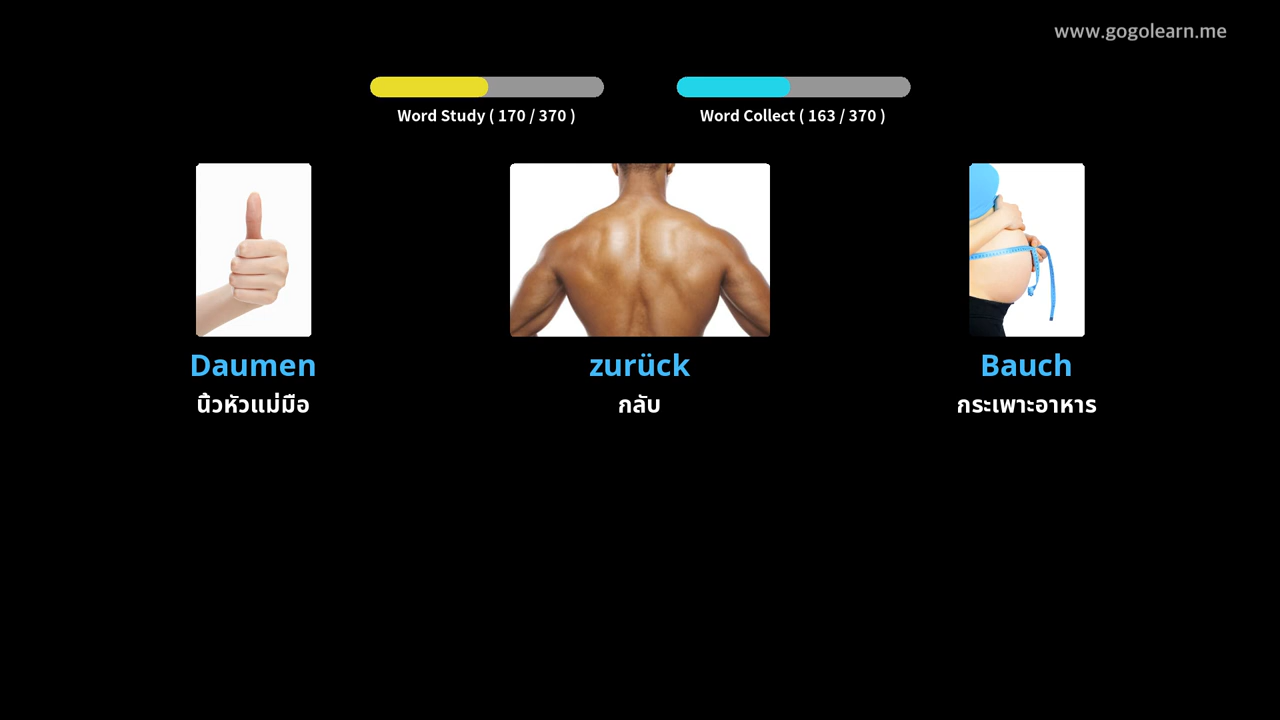 www.gogolearn.me
Word Study ( 170 / 370 )
Word Collect ( 163 / 370 )
Daumen
zurück
Bauch
นิ้วหัวแม่มือ
กลับ
กระเพาะอาหาร